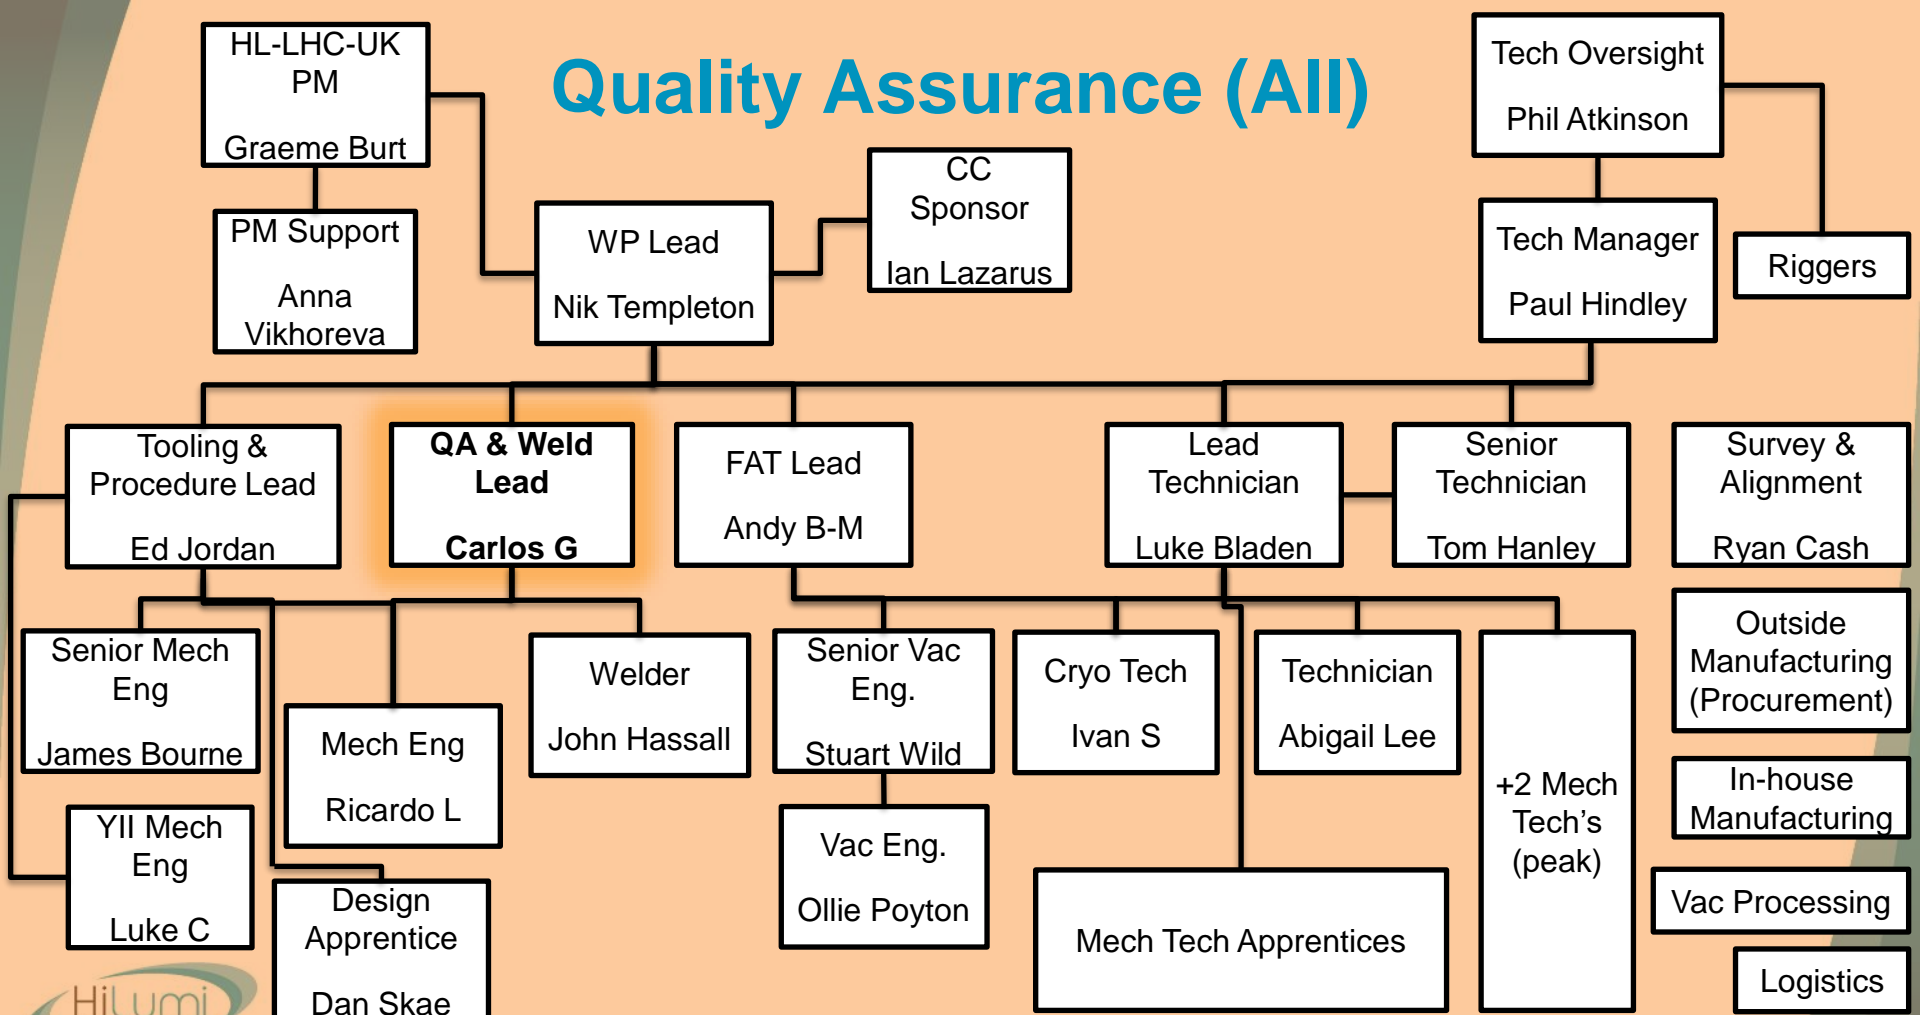 Quality Assurance (All)
HL-LHC-UK
PM
Graeme Burt
PM Support
Anna
Vikhoreva
WP Lead
Nik Templeton
CC
Sponsor
Ian Lazarus
Tech Oversight
Phil Atkinson
Tech Manager
Paul Hindley
Riggers
Tooling &
Procedure Lead
Ed Jordan
QA & Weld
Lead
Carlos G
FAT Lead
Andy B-M
Lead
Technician
Luke Bladen
Senior
Technician
Tom Hanley
Survey &
Alignment
Ryan Cash
Senior Mech
Eng
James Bourne
Mech Eng
Ricardo L
Welder
John Hassall
Senior Vac
Eng.
Stuart Wild
Cryo Tech
Ivan S
Technician
Abigail Lee
+2 Mech
Tech’s
(peak)
Outside
Manufacturing
(Procurement)
In-house
Manufacturing
YII Mech
Eng
Luke C
Design
Apprentice
Dan Skae
Vac Eng.
Ollie Poyton
Mech Tech Apprentices
Vac Processing
Logistics
HiLumi